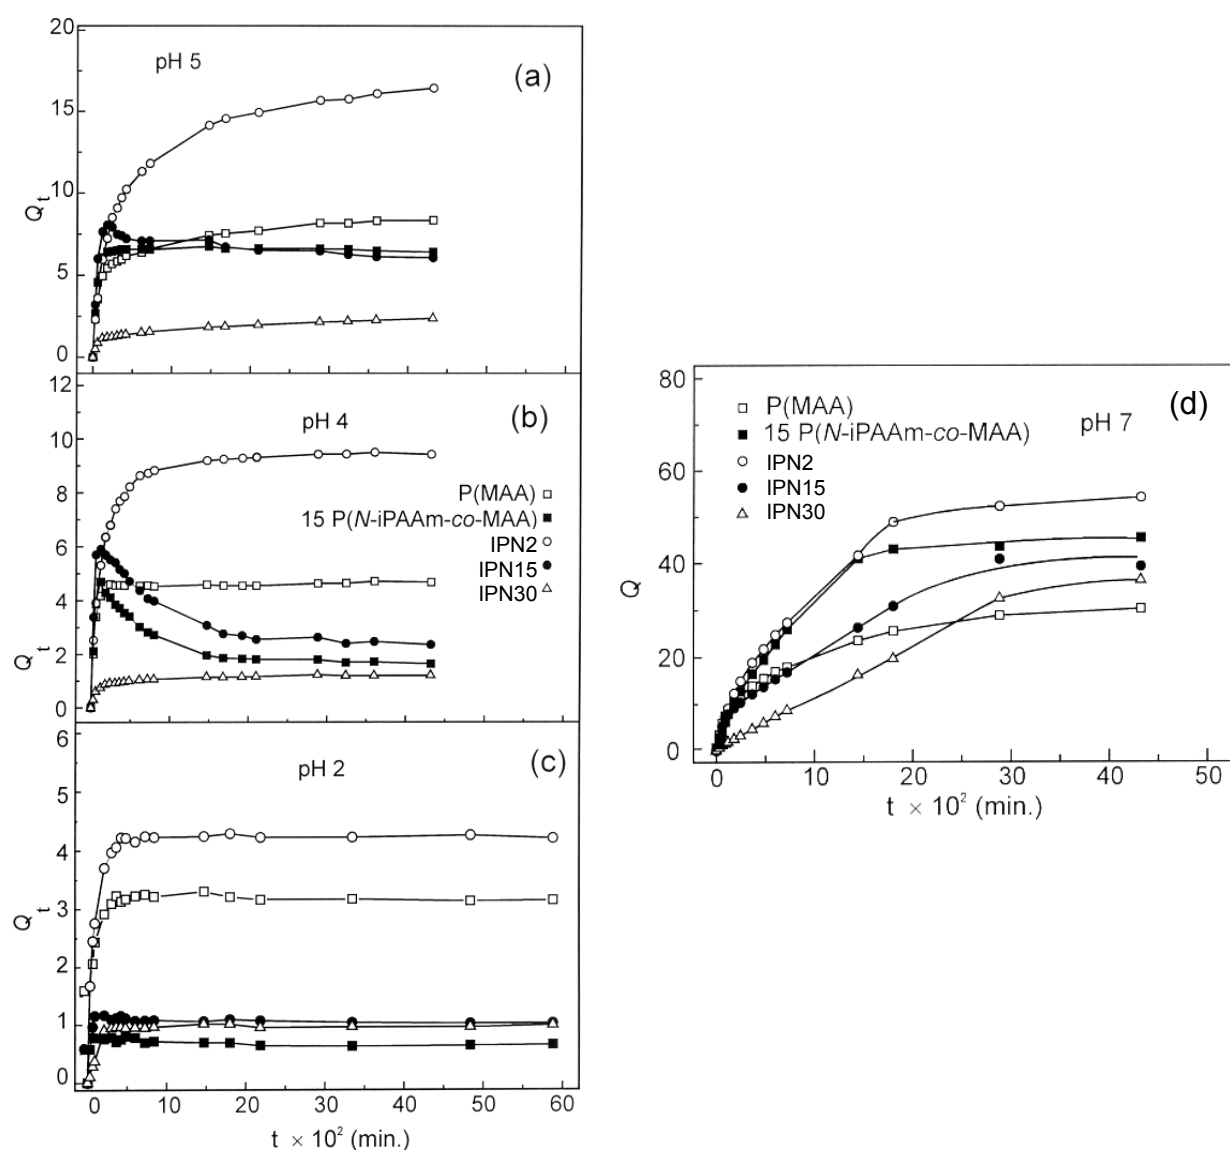 20
pH 5
(a)
15
Q t
10
5
0
12
pH 4
(b)
10
8
P(MAA)
15 P(N-iPAAm-co-MAA)
6
IPN2
IPN15
4
IPN30
Q t
2
0
6
pH 2
(c)
5
4
3
Q t
2
1
0
0 10 20 30 40 50 60
t × 10² (min.)
80
P(MAA)
(d)
15 P(N-iPAAm-co-MAA)
pH 7
60
IPN2
IPN15
IPN30
40
Q
20
0
0 10 20 30 40 50
t × 10² (min.)